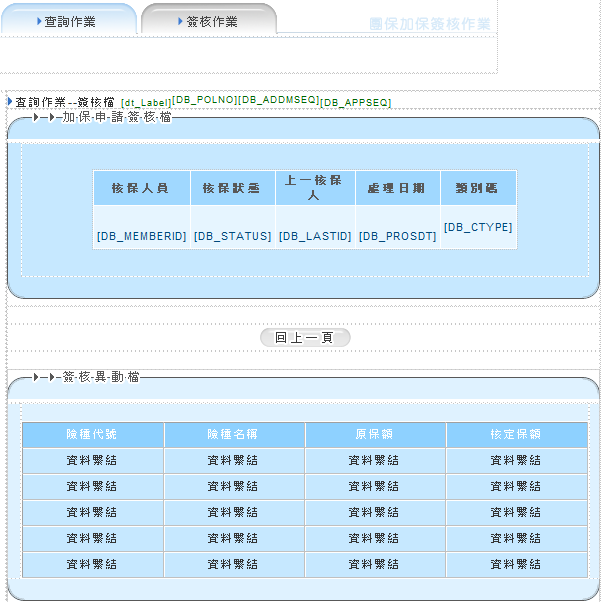 查詢作業 簽核作業 團保加保簽核作業
查詢作業--簽核檔 [dt_Label][DB_POLNO][DB_ADDMSEQ][DB_APPSEQ]
加保申請簽核檔
核保人員 核保狀態 上一核保人 處理日期 類別碼
[DB_MEMBERID] [DB_STATUS] [DB_LASTID] [DB_PROSDT] [DB_CTYPE]
回上一頁
簽核異動檔
險種代號 險種名稱 原保額 核定保額
資料繫結 資料繫結 資料繫結 資料繫結
資料繫結 資料繫結 資料繫結 資料繫結
資料繫結 資料繫結 資料繫結 資料繫結
資料繫結 資料繫結 資料繫結 資料繫結
資料繫結 資料繫結 資料繫結 資料繫結